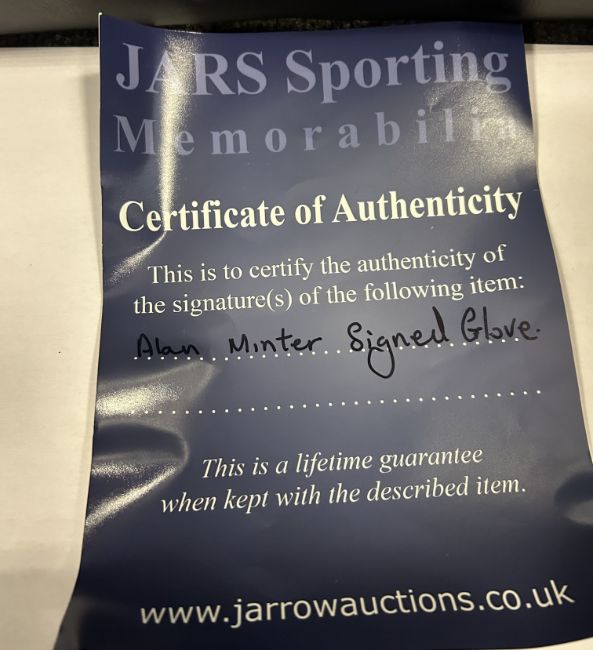 JARS Sporting
Memorabilia
Certificate of Authenticity
This is to certify the authenticity of
the signature(s) of the following item:
Alan Minter Signed Glove.
This is a lifetime guarantee
when kept with the described item.
www.jarrowauctions.co.uk